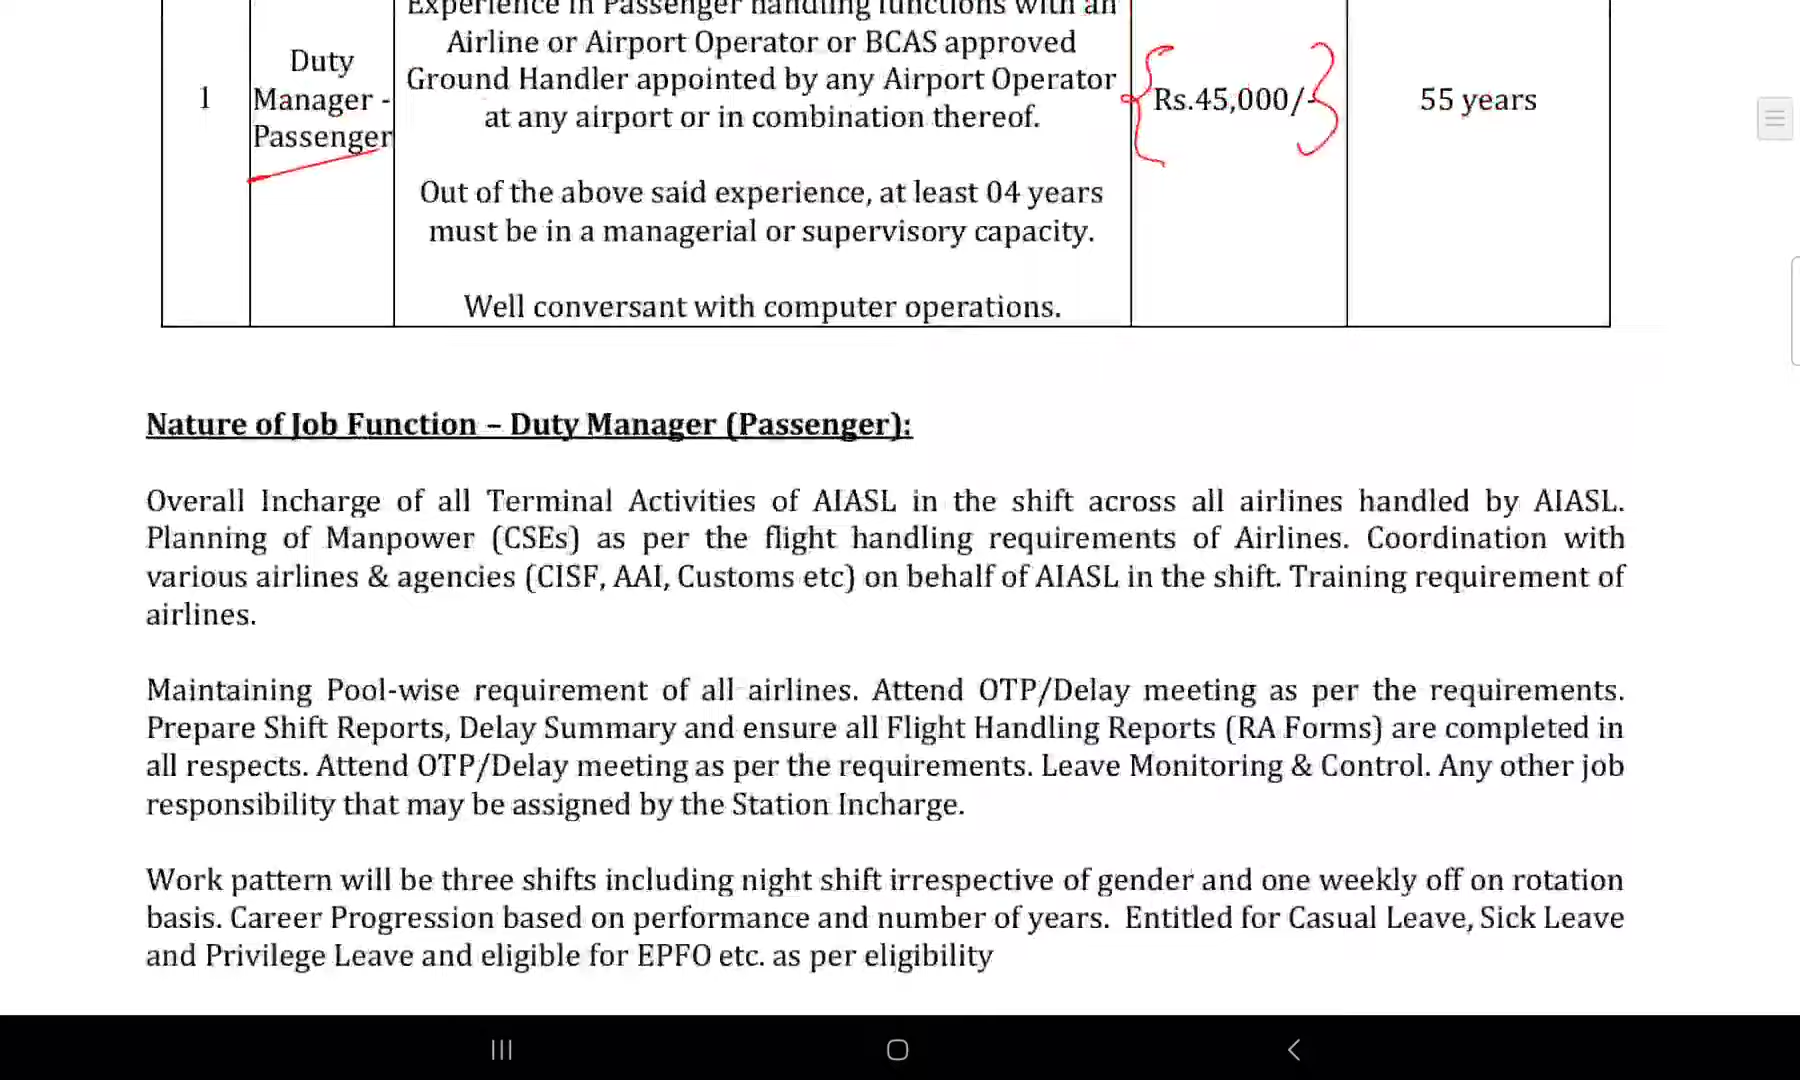 Experience in Passenger handling functions with an
Airline or Airport Operator or BCAS approved
Ground Handler appointed by any Airport Operator
at any airport or in combination thereof.
1
Duty
Manager -
Passenger
Rs.45,000/-
55 years
Out of the above said experience, at least 04 years
must be in a managerial or supervisory capacity.
Well conversant with computer operations.
Nature of Job Function – Duty Manager (Passenger):
Overall Incharge of all Terminal Activities of AIASL in the shift across all airlines handled by AIASL.
Planning of Manpower (CSEs) as per the flight handling requirements of Airlines. Coordination with
various airlines & agencies (CISF, AAI, Customs etc) on behalf of AIASL in the shift. Training requirement of
airlines.
Maintaining Pool-wise requirement of all airlines. Attend OTP/Delay meeting as per the requirements.
Prepare Shift Reports, Delay Summary and ensure all Flight Handling Reports (RA Forms) are completed in
all respects. Attend OTP/Delay meeting as per the requirements. Leave Monitoring & Control. Any other job
responsibility that may be assigned by the Station Incharge.
Work pattern will be three shifts including night shift irrespective of gender and one weekly off on rotation
basis. Career Progression based on performance and number of years. Entitled for Casual Leave, Sick Leave
and Privilege Leave and eligible for EPFO etc. as per eligibility